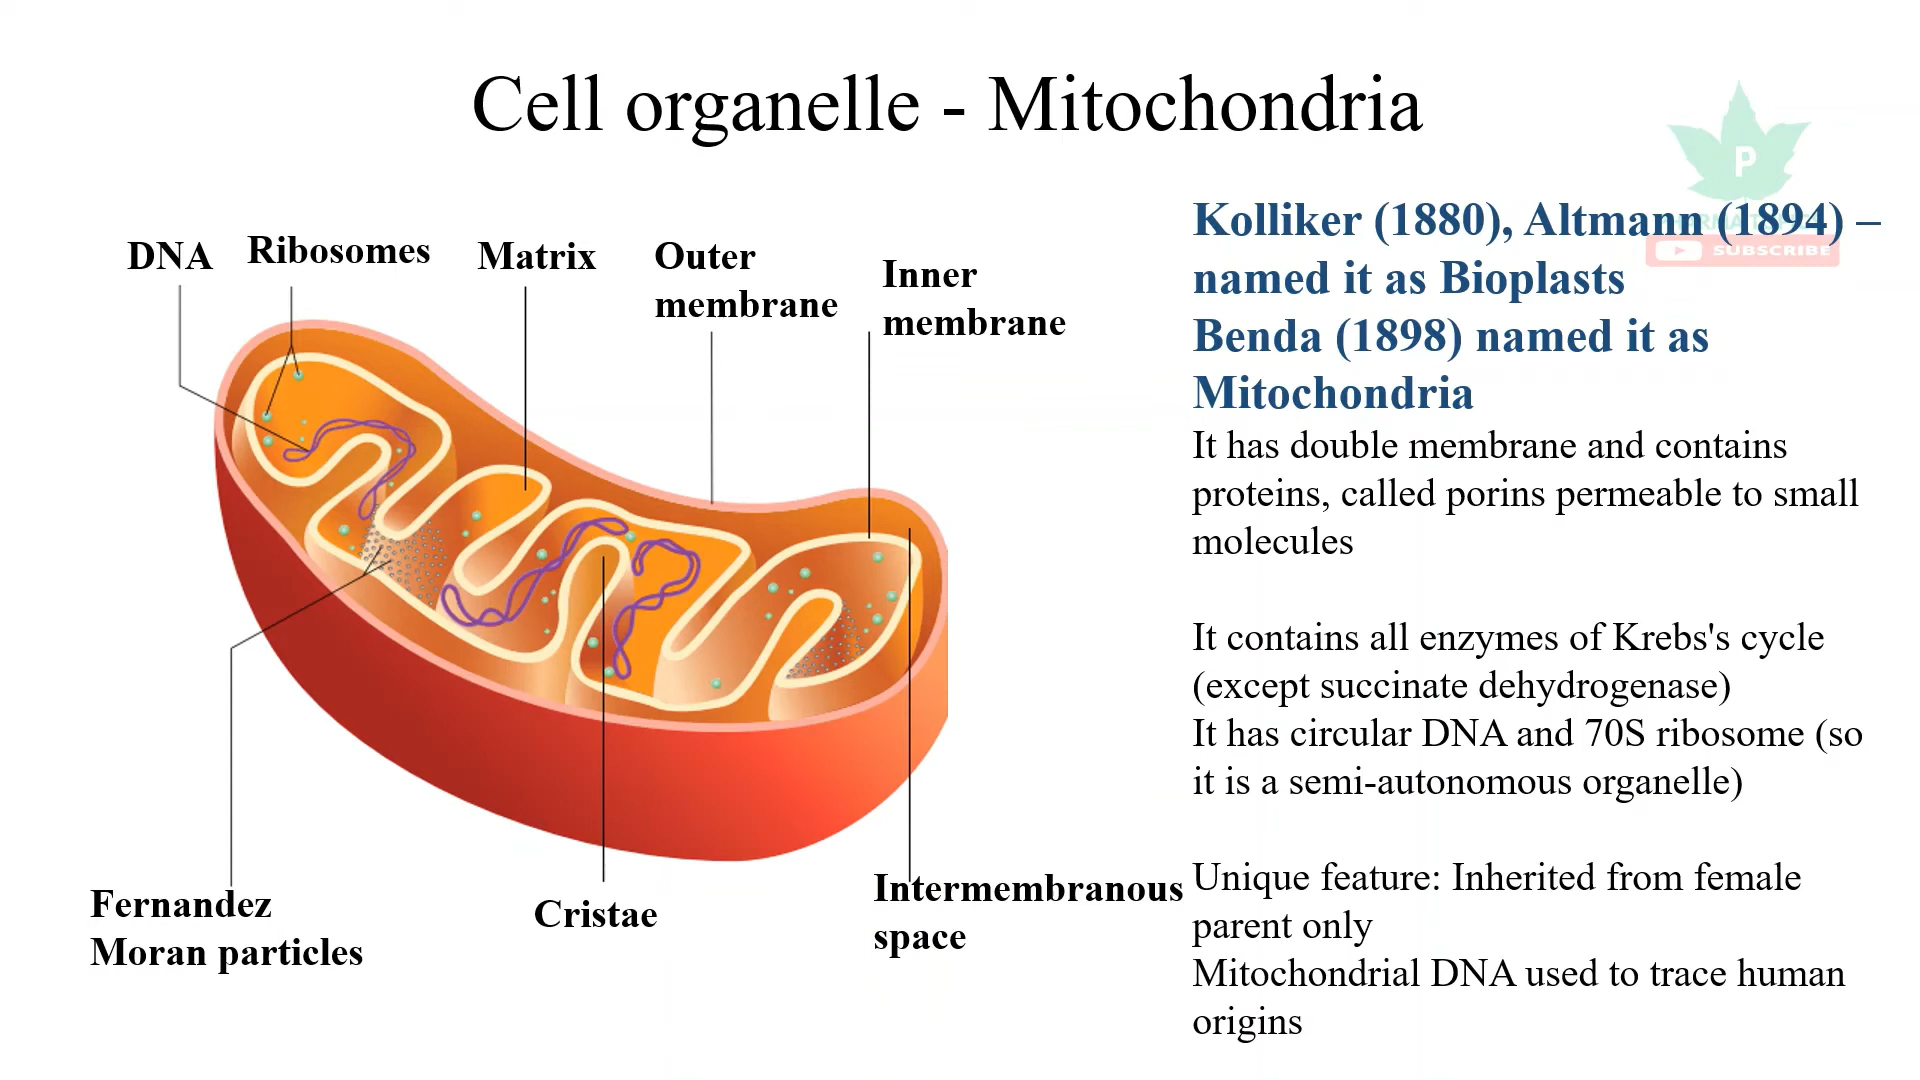 Cell organelle - Mitochondria
P
SUBSCRIBE
DNA
Ribosomes
Matrix
Outer
membrane
Inner
membrane
Fernandez
Moran particles
Cristae
Intermembranous
space
Kolliker (1880), Altmann (1894) –
named it as Bioplasts
Benda (1898) named it as
Mitochondria
It has double membrane and contains
proteins, called porins permeable to small
molecules
It contains all enzymes of Krebs's cycle
(except succinate dehydrogenase)
It has circular DNA and 70S ribosome (so
it is a semi-autonomous organelle)
Unique feature: Inherited from female
parent only
Mitochondrial DNA used to trace human
origins